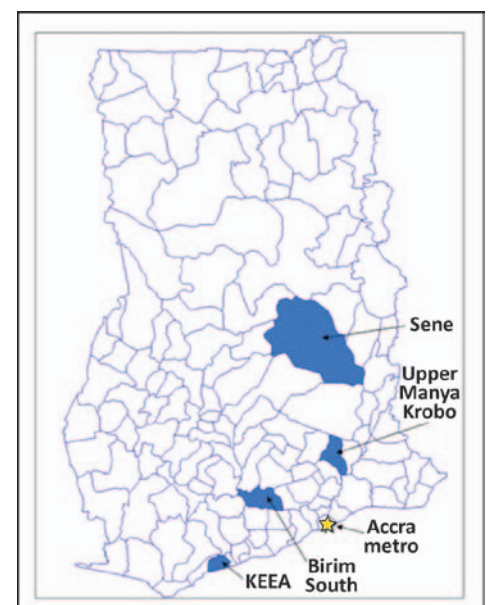 Sene
Upper
Manya
Krobo
Accra
metro
Birim
South
KEEA